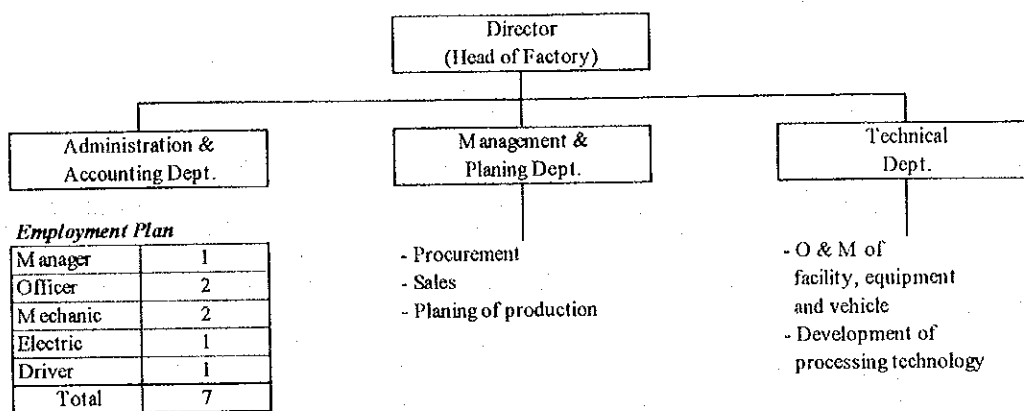 Director
(Head of Factory)
Administration &
Accounting Dept.
Management &
Planing Dept.
Technical
Dept.
Employment Plan
Manager 1
Officer 2
Mechanic 2
Electric 1
Driver 1
Total 7
- Procurement
- Sales
- Planing of production
- O & M of
facility, equipment
and vehicle
- Development of
processing technology